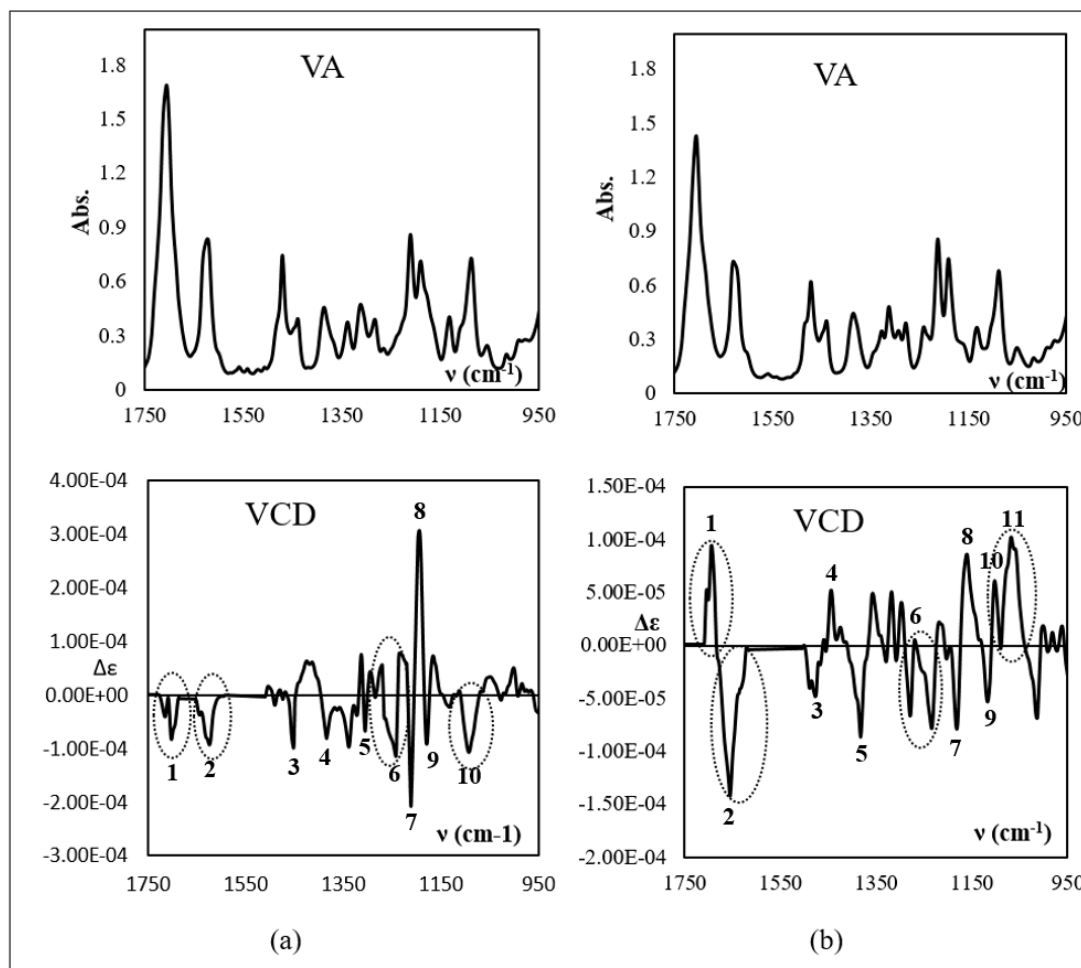 VA
1.8
1.5
1.2
0.9
0.6
0.3
0
Abs.
ν (cm-1)
1750 1550 1350 1150 950
VA
1.8
1.5
1.2
0.9
0.6
0.3
0
Abs.
ν (cm-1)
1750 1550 1350 1150 950
VCD
4.00E-04
3.00E-04
2.00E-04
1.00E-04
Δε
0.00E+00
-1.00E-04
-2.00E-04
-3.00E-04
1 2 3 4 5 6 7 8 9 10
ν (cm-1)
1750 1550 1350 1150 950
(a)
VCD
1.50E-04
1.00E-04
5.00E-05
Δε
0.00E+00
-5.00E-05
-1.00E-04
-1.50E-04
-2.00E-04
1 2 3 4 5 6 7 8 9 10 11
ν (cm-1)
1750 1550 1350 1150 950
(b)